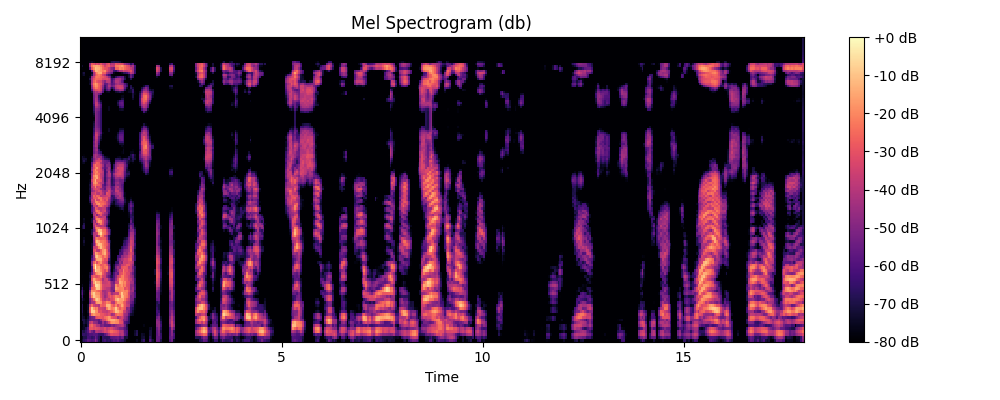 Mel Spectrogram (db)
8192
4096
2048
1024
512
0
Hz
0 5 10 15
Time
+0 dB
-10 dB
-20 dB
-30 dB
-40 dB
-50 dB
-60 dB
-70 dB
-80 dB